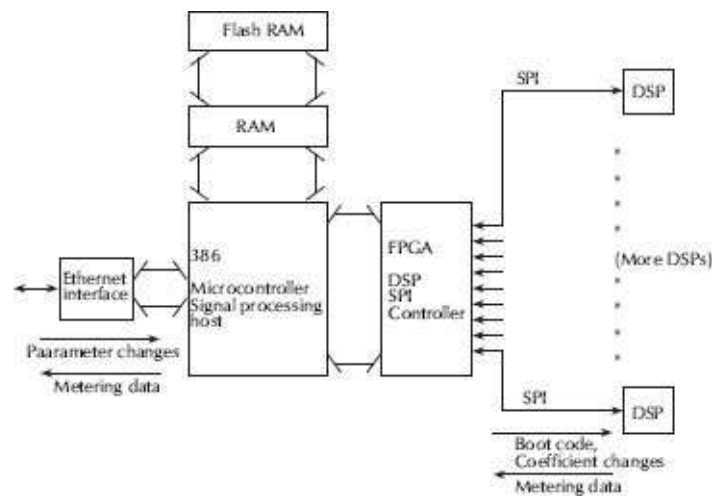 Flash RAM
RAM
SPI
DSP
386
Microcontroller
Signal processing
host
FPGA
DSP
SPI
Controller
(More DSPs)
Ethernet
interface
Paarameter changes
Metering data
SPI
DSP
Boot code,
Coefficient changes
Metering data